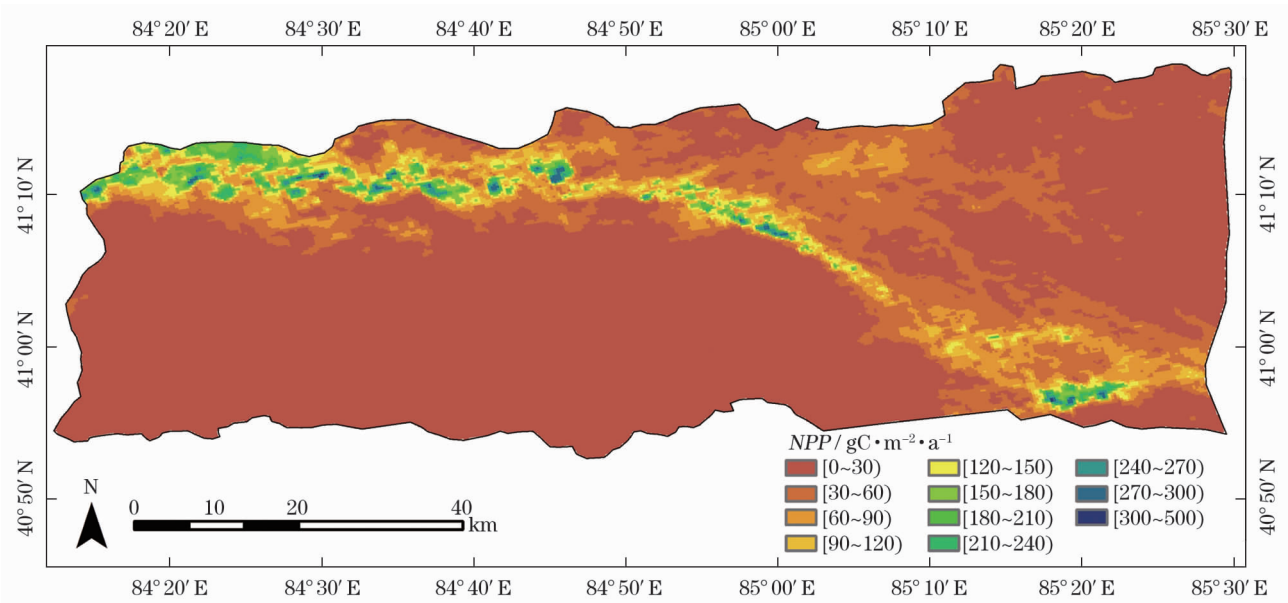 84°20′E 84°30′E 84°40′E 84°50′E 85°00′E 85°10′E 85°20′E 85°30′E
41°10′N 41°10′N
41°00′N 41°00′N
40°50′N 40°50′N
NPP/gC·m⁻²·a⁻¹
[0~30) [120~150) [240~270)
[30~60) [150~180) [270~300)
[60~90) [180~210) [300~500)
[90~120) [210~240)
N
0 10 20 40
km
84°20′E 84°30′E 84°40′E 84°50′E 85°00′E 85°10′E 85°20′E 85°30′E